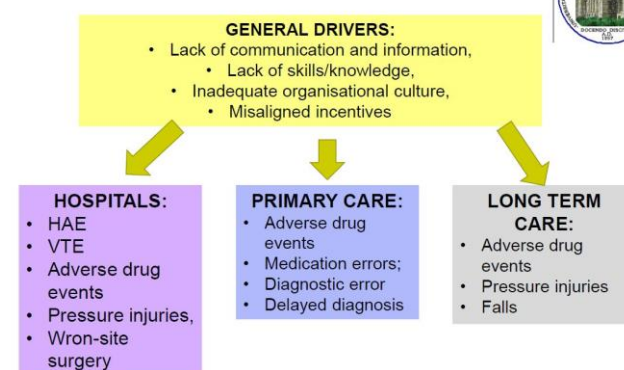 GENERAL DRIVERS:
• Lack of communication and information,
• Lack of skills/knowledge,
• Inadequate organisational culture,
• Misaligned incentives
HOSPITALS:
• HAE
• VTE
• Adverse drug
events
• Pressure injuries,
• Wron-site
surgery
PRIMARY CARE:
• Adverse drug
events
• Medication errors;
• Diagnostic error
• Delayed diagnosis
LONG TERM
CARE:
• Adverse drug
events
• Pressure injuries
• Falls